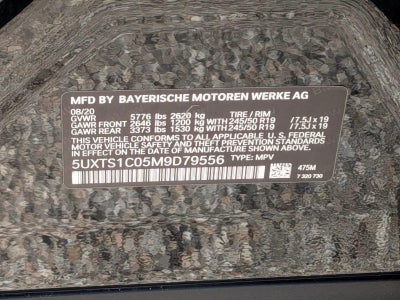 MFD BY BAYERISCHE MOTOREN WERKE AG
08/20
GVWR 5776 lbs 2620 kg TIRE / RIM
GAWR FRONT 2646 lbs 1200 kg WITH 245/50 R19 /7.5J x 19
GAWR REAR 3373 lbs 1530 kg WITH 245/50 R19 /7.5J x 19
THIS VEHICLE CONFORMS TO ALL APPLICABLE U.S. FEDERAL
MOTOR VEHICLE SAFETY AND THEFT PREVENTION STANDARDS
IN EFFECT ON THE DATE OF MANUFACTURE SHOWN ABOVE.
5UXTS1C05M9D79556 TYPE: MPV
475M
7 320 730